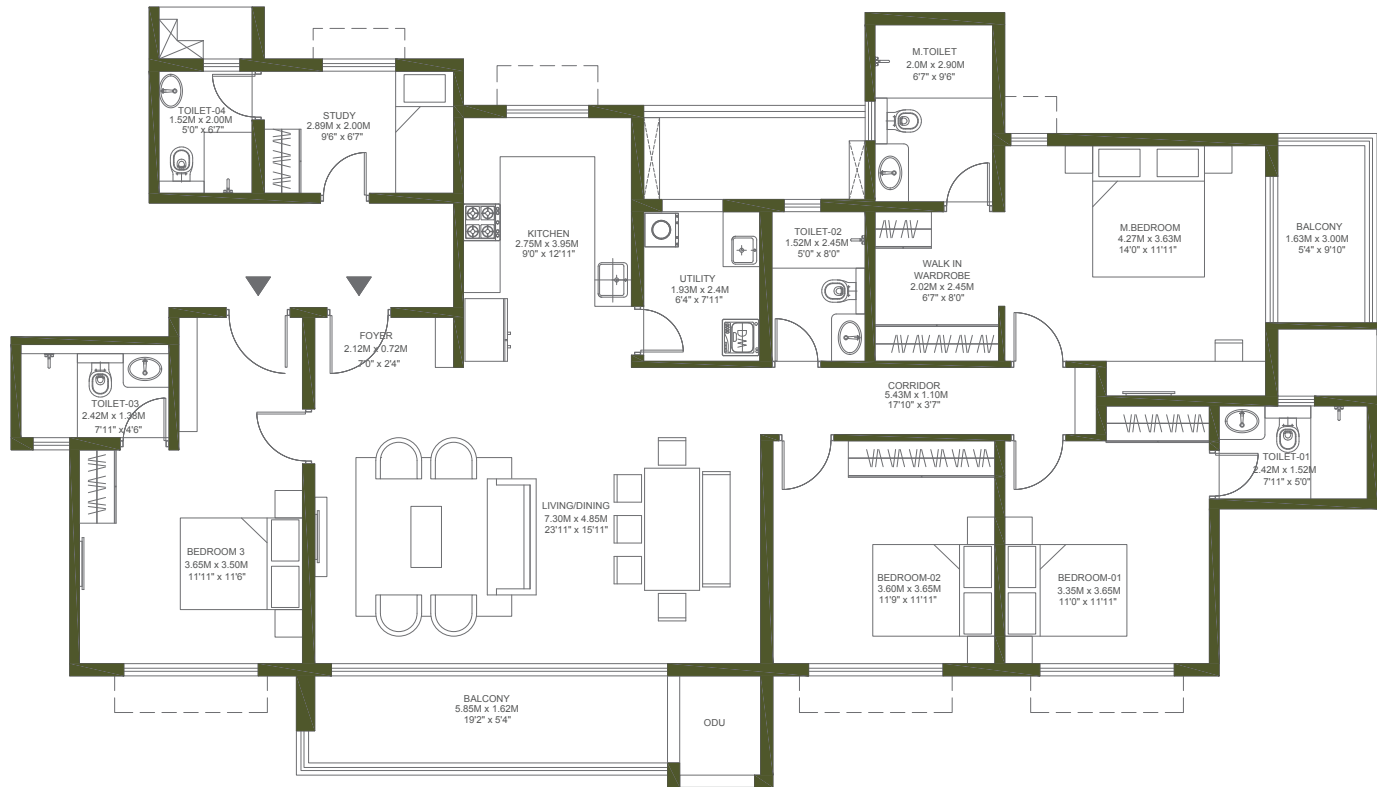 M.TOILET
2.0M x 2.90M
6'7" x 9'6"
TOILET-04
1.52M x 2.00M
5'0" x 6'7"
STUDY
2.89M x 2.00M
9'6" x 6'7"
KITCHEN
2.75M x 3.95M
9'0" x 12'11"
UTILITY
1.93M x 2.4M
6'4" x 7'11"
TOILET-02
1.52M x 2.45M
5'0" x 8'0"
WALK IN
WARDROBE
2.02M x 2.45M
6'7" x 8'0"
M.BEDROOM
4.27M x 3.63M
14'0" x 11'11"
BALCONY
1.63M x 3.00M
5'4" x 9'10"
FOYER
2.12M x 0.72M
7'0" x 2'4"
TOILET-03
2.42M x 1.38M
7'11" x 4'6"
CORRIDOR
5.43M x 1.10M
17'10" x 3'7"
TOILET-01
2.42M x 1.52M
7'11" x 5'0"
LIVING/DINING
7.30M x 4.85M
23'11" x 15'11"
BEDROOM 3
3.65M x 3.50M
11'11" x 11'6"
BEDROOM-02
3.60M x 3.65M
11'9" x 11'11"
BEDROOM-01
3.35M x 3.65M
11'0" x 11'11"
BALCONY
5.85M x 1.62M
19'2" x 5'4"
ODU